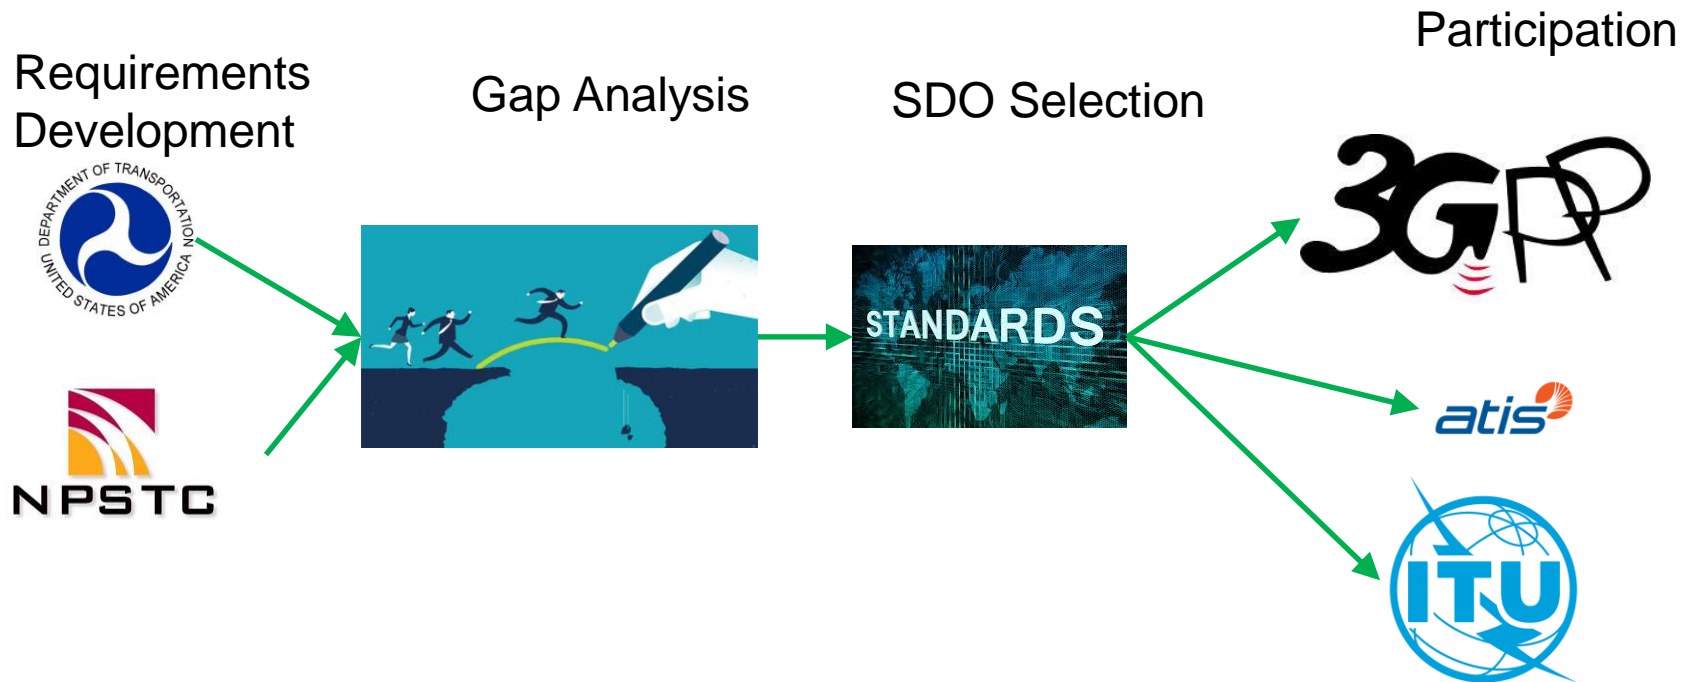 Participation
Requirements
Development
Gap Analysis
SDO Selection
DEPARTMENT OF TRANSPORTATION
UNITED STATES OF AMERICA
NPSTC
STANDARDS
3GPP
atis
ITU